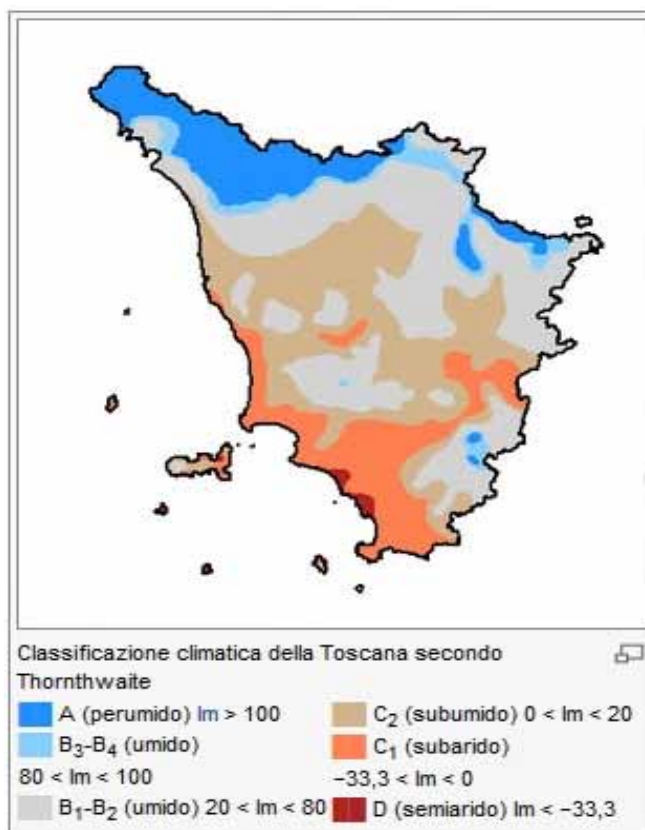 Classificazione climatica della Toscana secondo
Thornthwaite
A (perumido) Im > 100
B3-B4 (umido)
80 < Im < 100
B1-B2 (umido) 20 < Im < 80
C2 (subumido) 0 < Im < 20
C1 (subarido)
−33,3 < Im < 0
D (semiarido) Im < −33,3